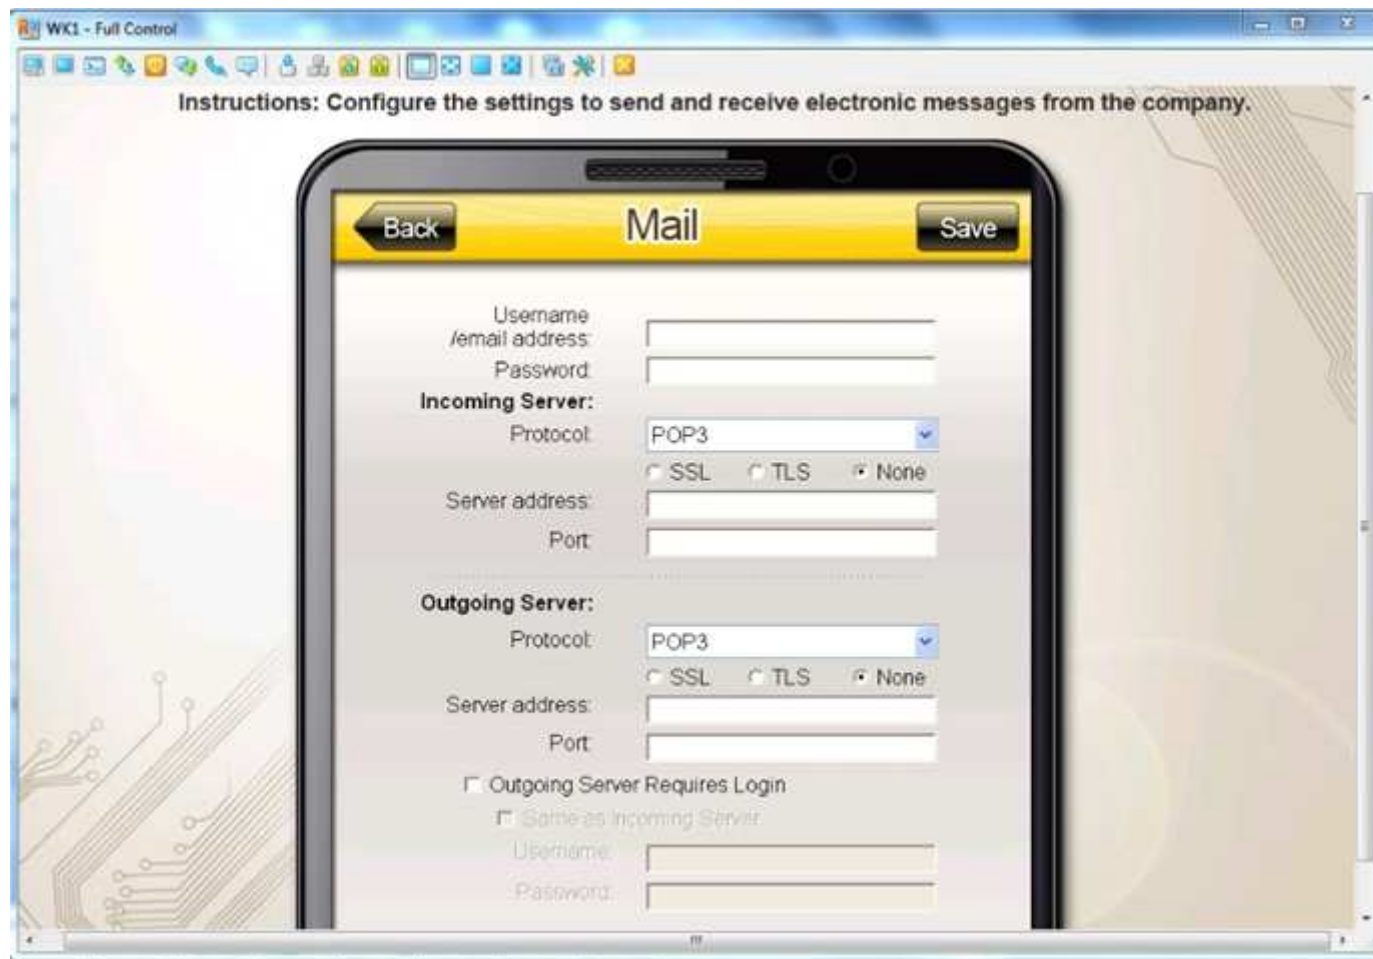 WK1 - Full Control
Instructions: Configure the settings to send and receive electronic messages from the company.
Back
Mail
Save
Username
/email address:
Password:
Incoming Server:
Protocol: POP3
SSL TLS None
Server address:
Port:
Outgoing Server:
Protocol: POP3
SSL TLS None
Server address:
Port:
Outgoing Server Requires Login
Same as Incoming Server
Username:
Password: